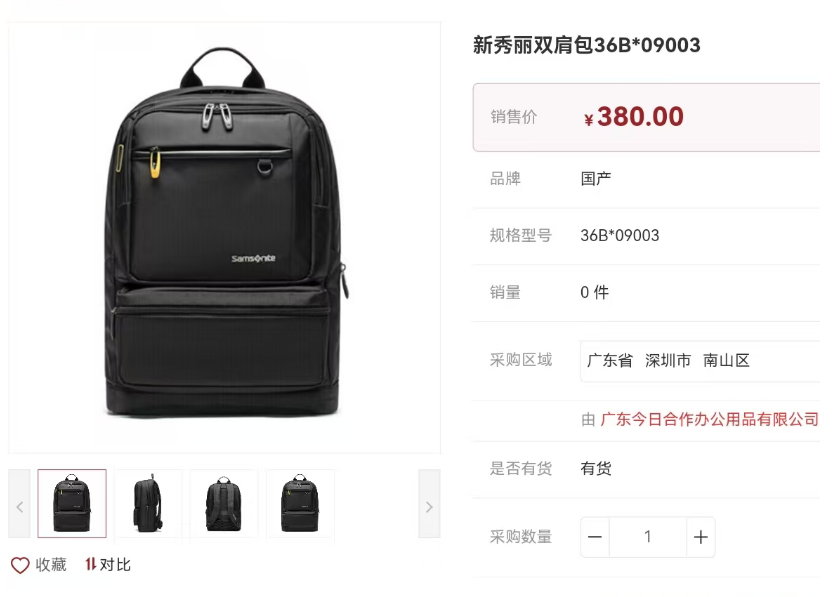 新秀丽双肩包36B*09003
销售价 ¥380.00
品牌 国产
Samsonite
规格型号 36B*09003
销量 0 件
采购区域 广东省 深圳市 南山区
由 广东今日合作办公用品有限公司
是否有货 有货
采购数量 1
收藏 对比